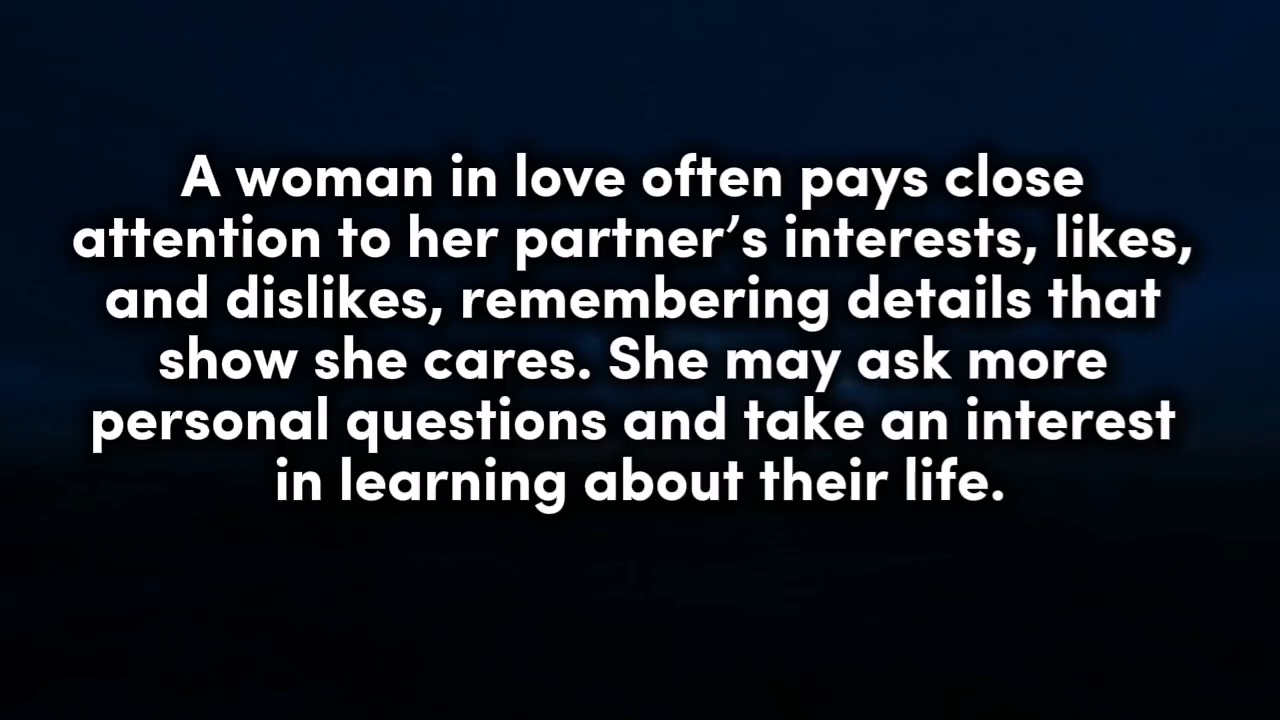 A woman in love often pays close
attention to her partner’s interests, likes,
and dislikes, remembering details that
show she cares. She may ask more
personal questions and take an interest
in learning about their life.